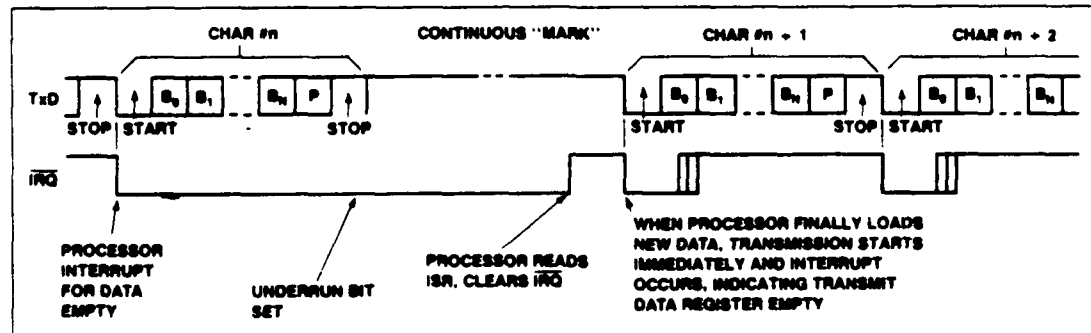 CHAR #n CONTINUOUS "MARK" CHAR #n + 1 CHAR #n + 2
TxD B0 B1 BN P B0 B1 BN P B0 B1 BN
STOP START STOP START STOP START
IRQ
PROCESSOR
INTERRUPT
FOR DATA
EMPTY
UNDERRUN BIT
SET
PROCESSOR READS
ISR, CLEARS IRQ
WHEN PROCESSOR FINALLY LOADS
NEW DATA, TRANSMISSION STARTS
IMMEDIATELY AND INTERRUPT
OCCURS, INDICATING TRANSMIT
DATA REGISTER EMPTY